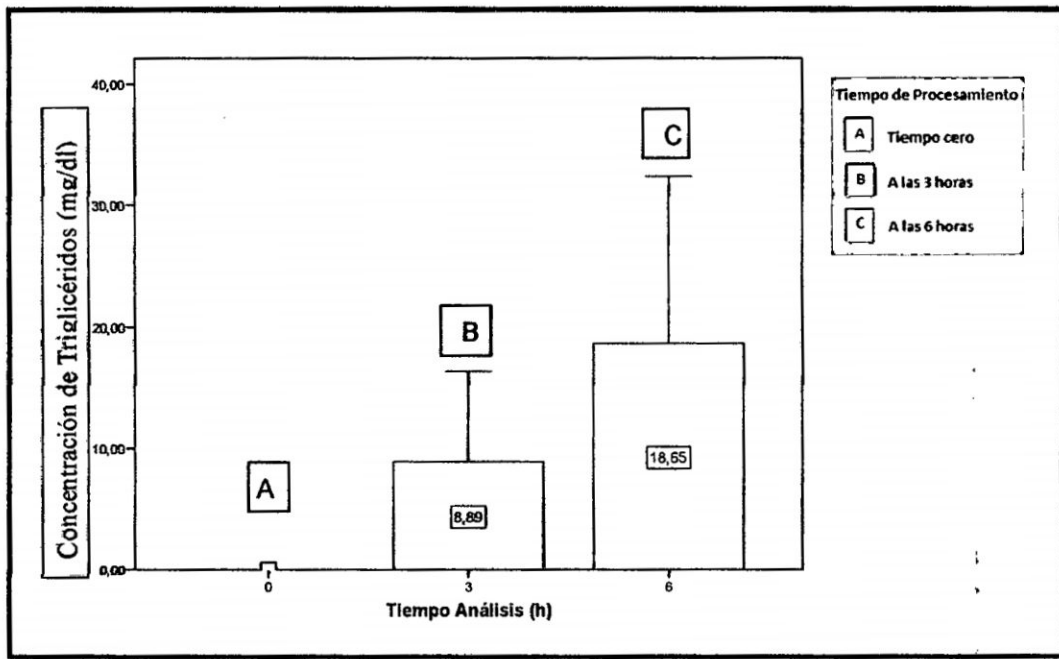 Concentración de Triglicéridos (mg/dl)
40,00
30,00
20,00
10,00
0,00
A
B
C
8,89
18,65
0
3
6
Tiempo Análisis (h)
Tiempo de Procesamiento
A Tiempo cero
B A las 3 horas
C A las 6 horas